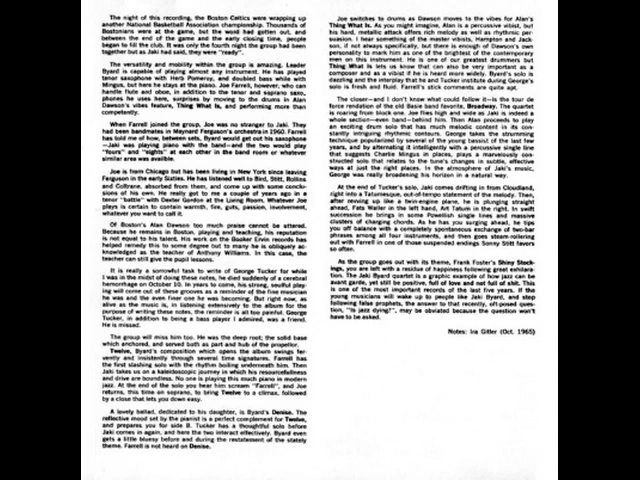 The night of this recording, the Boston Celtics were wrapping up
another National Basketball Association championship. Thousands of
Bostonians were at the game, but the word had gotten out, and
between the end of the game and the early closing time, people
began to fill the club. It was only the fourth night the group had been
together but as Jaki had said, they were "ready".
The versatility and mobility within the group is amazing. Leader
Byard is capable of playing almost any instrument. He has played
tenor saxophone with Herb Pomeroy, and doubled bass while with
Mingus, but here he stays at the piano. Joe Farrell, however, who can
handle flute and oboe, in addition to the tenor and soprano saxo-
phones he uses here, surprises by moving to the drums in Alan
Dawson's vibes feature, Thing What Is, and performing more than
competently.
When Farrell joined the group, Joe was no stranger to Jaki. They
had been bandmates in Maynard Ferguson's orchestra in 1960. Farrell
has told me of how, between sets, Byard would get out his saxophone
—Jaki was playing piano with the band—and the two would play
"fours" and "eights" at each other in the band room or whatever
similar area was available.
Joe is from Chicago but has been living in New York since leaving
Ferguson in the early Sixties. He has listened well to Bird, Stitt, Rollins
and Coltrane, absorbed from them, and come up with some conclu-
sions of his own. He really got to me a couple of years ago in a
tenor "battle" with Dexter Gordon at the Living Room. Whatever Joe
plays is certain to contain warmth, fire, guts, passion, involvement,
whatever you want to call it.
Of Boston's Alan Dawson too much praise cannot be uttered.
Because he remains in Boston, playing and teaching, his reputation
is not equal to his talent. His work on the Booker Ervin records has
helped remedy this to some degree but to many he is obliquely ac-
knowledged as the teacher of Anthony Williams. In this case, the
teacher can still give the pupil lessons.
It is really a sorrowful task to write of George Tucker for while
I was in the midst of doing these notes, he died suddenly of a cerebral
hemorrhage on October 10. In years to come, his strong, soulful play-
ing will come out of these grooves as a reminder of the fine musician
he was and the even finer one he was becoming. But right now, as
alive as the music is, in listening extensively to the album for the
purpose of writing these notes, the reminder is all too painful. George
Tucker, in addition to being a bass player I admired, was a friend.
He is missed.
The group will miss him too. He was the deep root; the solid base
which anchored, and served both as part and hub of the propellor.
Twelve, Byard's composition which opens the album swings fer-
vently and insistently through several time signatures. Farrell has
the first slashing solo with the rhythm boiling underneath him. Then
Jaki takes us on a kaleidoscopic journey in which his resourcefulness
and drive are boundless. No one is playing this much piano in modern
jazz. At the end of the solo you hear him scream "Farrell", and Joe
returns, this time on soprano, to bring Twelve to a climax, followed
by a close that lets you down easy.
A lovely ballad, dedicated to his daughter, is Byard's Denise. The
reflective mood set by the pianist is a perfect complement for Twelve,
and prepares you for side B. Tucker has a thoughtful solo before
Jaki comes in again, and here the two interact effectively. Byard even
gets a little bluesy before and during the restatement of the stately
theme. Farrell is not heard on Denise.
Joe switches to drums as Dawson moves to the vibes for Alan's
Thing What Is. As you might imagine, Alan is a percussive vibist, but
his hard, metallic attack offers rich melody as well as rhythmic per-
suasion. I hear something of the master vibists, Hampton and Jack-
son, if not always specifically, but there is enough of Dawson's own
personality to mark him as one of the brightest of the contemporary
men on this instrument. He is one of our greatest drummers but
Thing What Is lets us know that can also be very important as a
composer and as a vibist if he is heard more widely. Byard's solo is
dazzling and the interplay that he and Tucker institute during George's
solo is fresh and fluid. Farrell's stick comments are quite apt.
The closer—and I don't know what could follow it—is the tour de
force rendition of the old Basie band favorite, Broadway. The quartet
is roaring from block one. Joe flies high and wide as Jaki is indeed a
whole section—even band—behind him. Then Alan proceeds to play
an exciting drum solo that has much melodic content in its con-
stantly intriguing rhythmic contours. George takes the strumming
technique popularized by several of the young bassist of the last few
years, and by alternating it intelligently with a percussive single line
that suggests Charlie Mingus in places, plays a marvelously con-
structed solo that relates to the tune's changes in subtle, effective
ways at just the right places. In the atmosphere of Jaki's music,
George was really broadening his horizon in a natural way.
At the end of Tucker's solo, Jaki comes drifting in from Cloudland,
right into a Tatumesque, out-of-tempo statement of the melody. Then,
after revving up like a twin-engine plane, he is plunging straight
ahead, Fats Waller in the left hand, Art Tatum in the right. In swift
succession he brings in some Powellish single lines and massive
clusters of changing chords. As he has you surging ahead, he tips
you off balance with a completely spontaneous exchange of two-bar
phrases among all four instruments, and then goes steam-rollering
out with Farrell in one of those suspended endings Sonny Stitt favors
so often.
As the group goes out with its theme, Frank Foster's Shiny Stock-
ings, you are left with a residue of happiness following great exhilara-
tion. The Jaki Byard quartet is a graphic example of how jazz can be
avant garde, yet still be positive, full of love and not full of shit. This
is one of the most important records of the last five years. If the
young musicians will wake up to people like Jaki Byard, and stop
following false prophets, the answer to that recently, oft-posed ques-
tion, "Is jazz dying?", may be obviated because the question won't
have to be asked.
Notes: Ira Gitler (Oct. 1965)